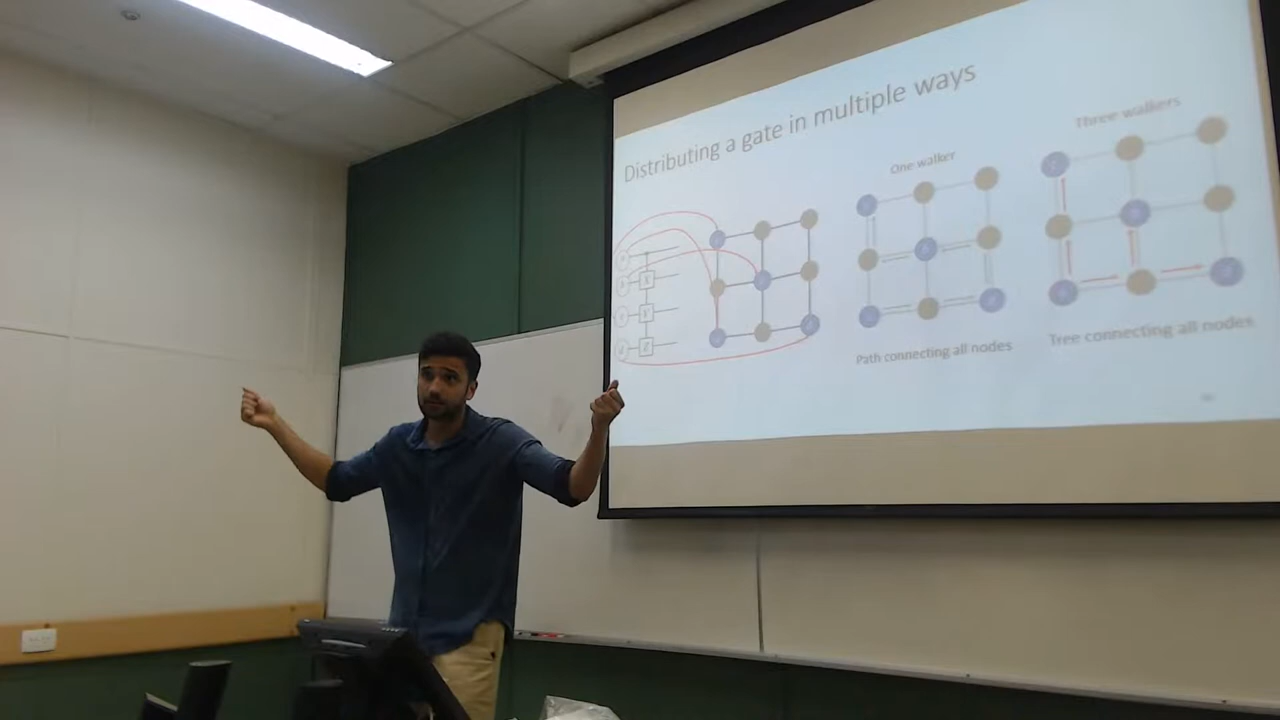 Distributing a gate in multiple ways
One walker
Three walkers
Path connecting all nodes
Tree connecting all nodes